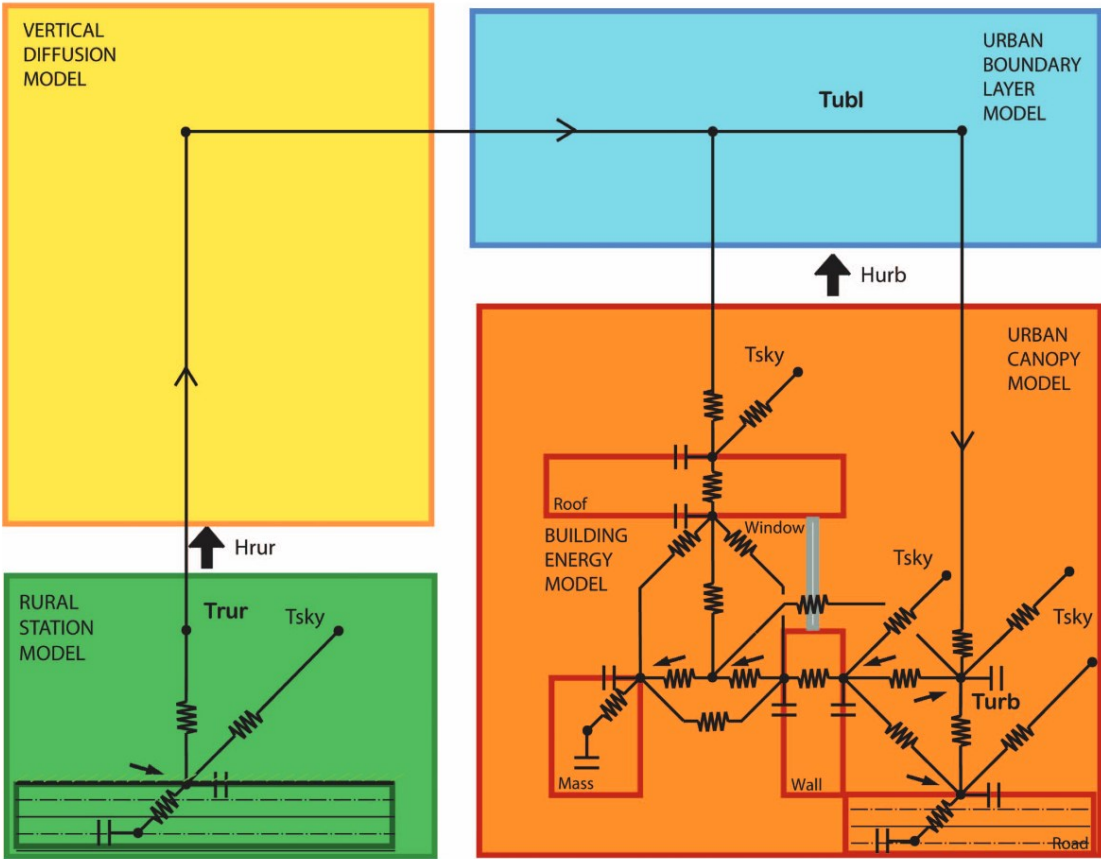 VERTICAL
DIFFUSION
MODEL
URBAN
BOUNDARY
LAYER
MODEL
Tubl
Hurb
URBAN
CANOPY
MODEL
Tsky
Roof
Window
BUILDING
ENERGY
MODEL
Hrur
RURAL
STATION
MODEL
Trur
Tsky
Tsky
Tsky
Turb
Mass
Wall
Road